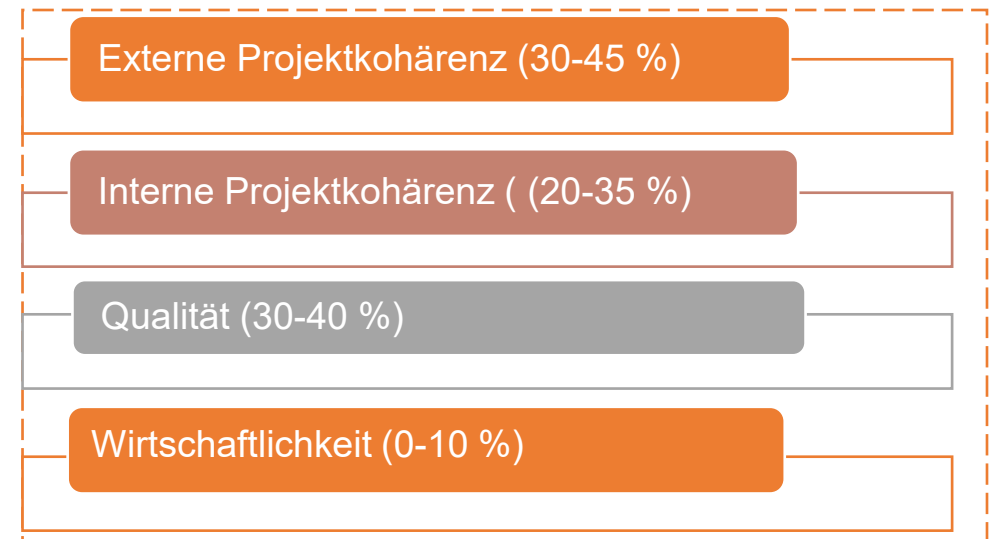 Externe Projektkohärenz (30-45 %)
Interne Projektkohärenz ( (20-35 %)
Qualität (30-40 %)
Wirtschaftlichkeit (0-10 %)